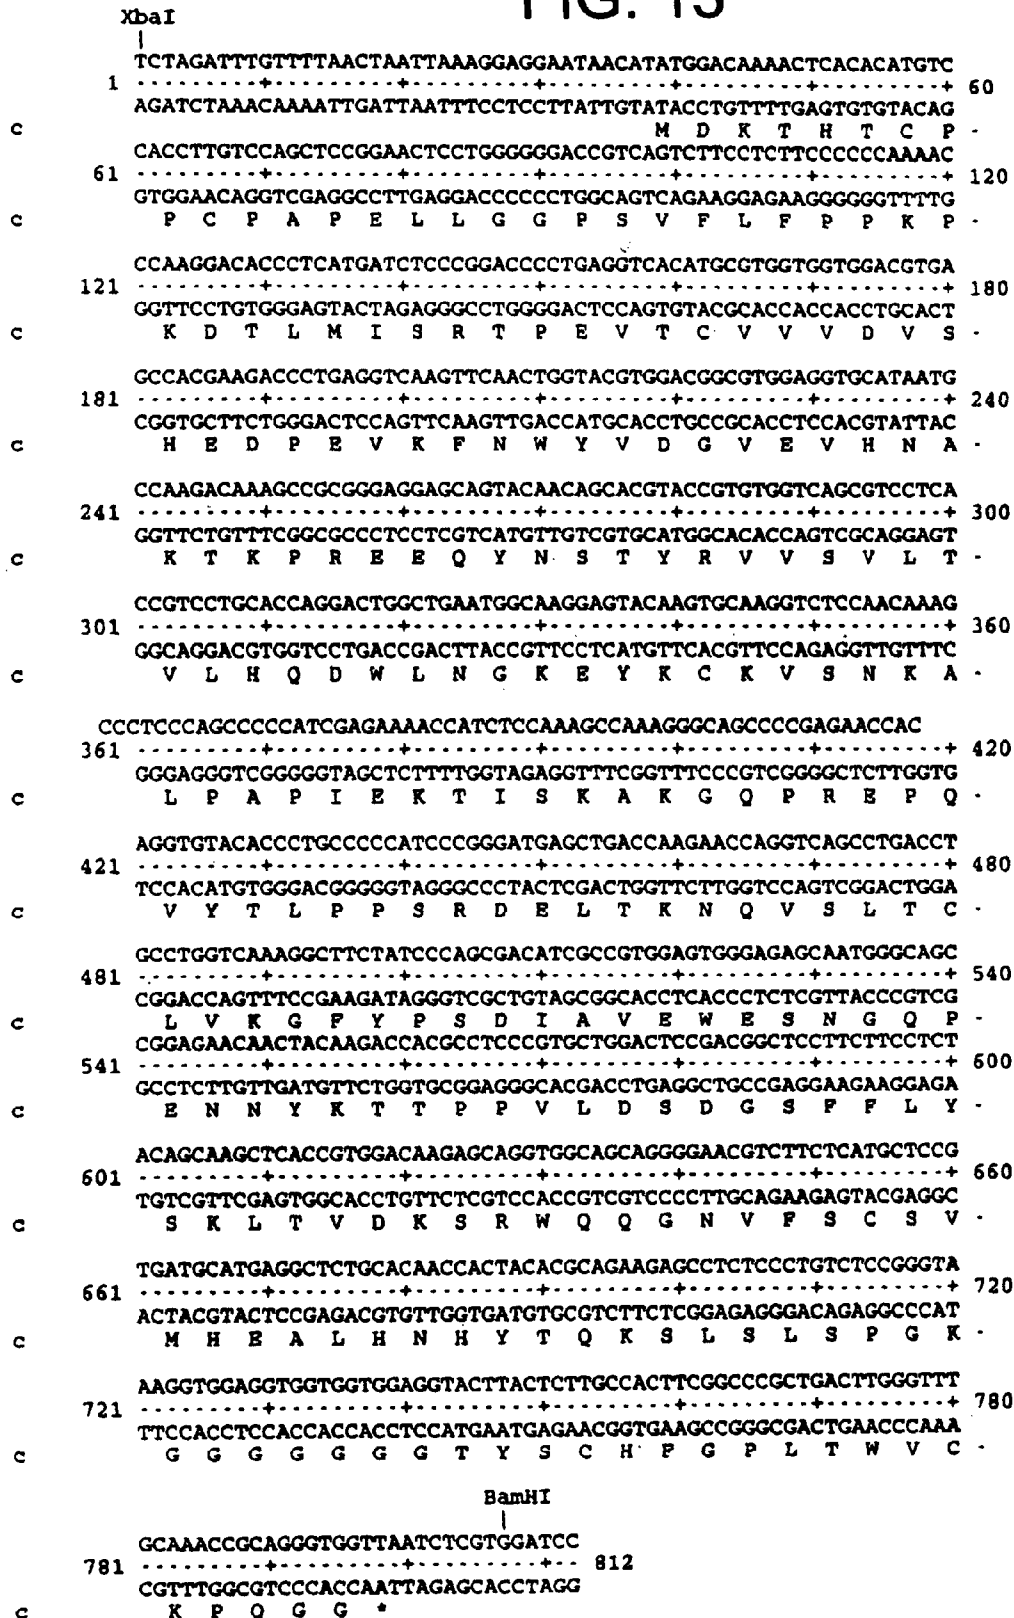 FIG. 15
XbaI
|
TCTAGATTTGTTTTAACTAATTAAAGGAGGAATAACATATGGACAAAACTCACACATGTC
1 ---------+---------+---------+---------+---------+---------+ 60
AGATCTAAACAAAATTGATTAATTTCCTCCTTATTGTATACCTGTTTTGAGTGTGTACAG
c M D K T H T C P -
CACCTTGTCCAGCTCCGGAACTCCTGGGGGGACCGTCAGTCTTCCTCTTCCCCCCAAAAC
61 ---------+---------+---------+---------+---------+---------+ 120
GTGGAACAGGTCGAGGCCTTGAGGACCCCCCTGGCAGTCAGAAGGAGAAGGGGGGTTTTG
c P C P A P E L L G G P S V F L F P P K P -
CCAAGGACACCCTCATGATCTCCCGGACCCCTGAGGTCACATGCGTGGTGGTGGACGTGA
121 ---------+---------+---------+---------+---------+---------+ 180
GGTTCCTGTGGGAGTACTAGAGGGCCTGGGGACTCCAGTGTACGCACCACCACCTGCACT
c K D T L M I S R T P E V T C V V V D V S -
GCCACGAAGACCCTGAGGTCAAGTTCAACTGGTACGTGGACGGCGTGGAGGTGCATAATG
181 ---------+---------+---------+---------+---------+---------+ 240
CGGTGCTTCTGGGACTCCAGTTCAAGTTGACCATGCACCTGCCGCACCTCCACGTATTAC
c H E D P E V K F N W Y V D G V E V H N A -
CCAAGACAAAGCCGCGGGAGGAGCAGTACAACAGCACGTACCGTGTGGTCAGCGTCCTCA
241 ---------+---------+---------+---------+---------+---------+ 300
GGTTCTGTTTCGGCGCCCTCCTCGTCATGTTGTCGTGCATGGCACACCAGTCGCAGGAGT
c K T K P R E E Q Y N S T Y R V V S V L T -
CCGTCCTGCACCAGGACTGGCTGAATGGCAAGGAGTACAAGTGCAAGGTCTCCAACAAAG
301 ---------+---------+---------+---------+---------+---------+ 360
GGCAGGACGTGGTCCTGACCGACTTACCGTTCCTCATGTTCACGTTCCAGAGGTTGTTTC
c V L H Q D W L N G K E Y K C K V S N K A -
CCCTCCCAGCCCCCATCGAGAAAACCATCTCCAAAGCCAAAGGGCAGCCCCGAGAACCAC
361 ---------+---------+---------+---------+---------+---------+ 420
GGGAGGGTCGGGGGTAGCTCTTTTGGTAGAGGTTTCGGTTTCCCGTCGGGGCTCTTGGTG
c L P A P I E K T I S K A K G Q P R E P Q -
AGGTGTACACCCTGCCCCCATCCCGGGATGAGCTGACCAAGAACCAGGTCAGCCTGACCT
421 ---------+---------+---------+---------+---------+---------+ 480
TCCACATGTGGGACGGGGGTAGGGCCCTACTCGACTGGTTCTTGGTCCAGTCGGACTGGA
c V Y T L P P S R D E L T K N Q V S L T C -
GCCTGGTCAAAGGCTTCTATCCCAGCGACATCGCCGTGGAGTGGGAGAGCAATGGGCAGC
481 ---------+---------+---------+---------+---------+---------+ 540
CGGACCAGTTTCCGAAGATAGGGTCGCTGTAGCGGCACCTCACCCTCTCGTTACCCGTCG
c L V K G F Y P S D I A V E W E S N G Q P -
CGGAGAACAACTACAAGACCACGCCTCCCGTGCTGGACTCCGACGGCTCCTTCTTCCTCT
541 ---------+---------+---------+---------+---------+---------+ 600
GCCTCTTGTTGATGTTCTGGTGCGGAGGGCACGACCTGAGGCTGCCGAGGAAGAAGGAGA
c E N N Y K T T P P V L D S D G S F F L Y -
ACAGCAAGCTCACCGTGGACAAGAGCAGGTGGCAGCAGGGGAACGTCTTCTCATGCTCCG
601 ---------+---------+---------+---------+---------+---------+ 660
TGTCGTTCGAGTGGCACCTGTTCTCGTCCACCGTCGTCCCCTTGCAGAAGAGTACGAGGC
c S K L T V D K S R W Q Q G N V F S C S V -
TGATGCATGAGGCTCTGCACAACCACTACACGCAGAAGAGCCTCTCCCTGTCTCCGGGTA
661 ---------+---------+---------+---------+---------+---------+ 720
ACTACGTACTCCGAGACGTGTTGGTGATGTGCGTCTTCTCGGAGAGGGACAGAGGCCCAT
c M H E A L H N H Y T Q K S L S L S P G K -
AAGGTGGAGGTGGTGGTGGAGGTACTTACTCTTGCCACTTCGGCCCGCTGACTTGGGTTT
721 ---------+---------+---------+---------+---------+---------+ 780
TTCCACCTCCACCACCACCTCCATGAATGAGAACGGTGAAGCCGGGCGACTGAACCCAAA
c G G G G G G G T Y S C H F G P L T W V C -
BamHI
|
GCAAACCGCAGGGTGGTTAATCTCGTGGATCC
781 ---------+---------+---------+-- 812
CGTTTGGCGTCCCACCAATTAGAGCACCTAGG
c K P Q G G *